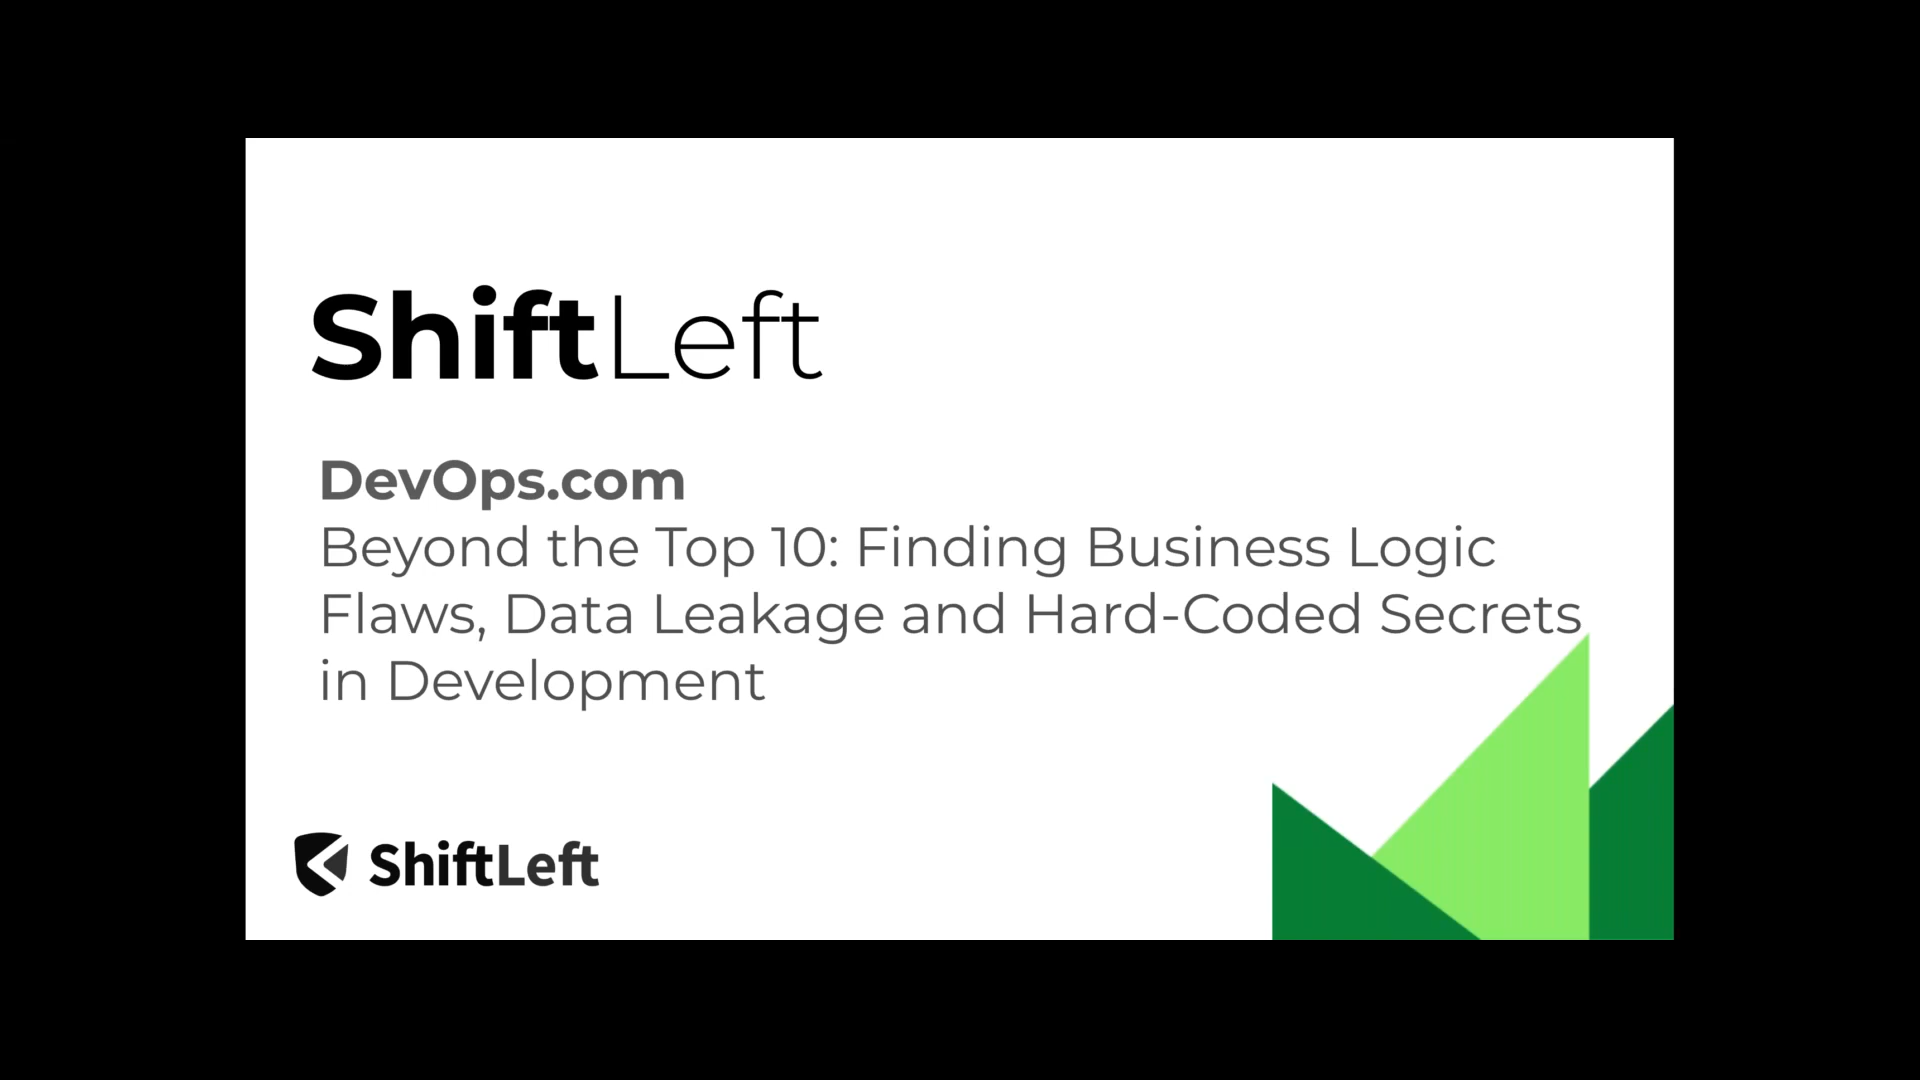 ShiftLeft
DevOps.com
Beyond the Top 10: Finding Business Logic
Flaws, Data Leakage and Hard-Coded Secrets
in Development
ShiftLeft